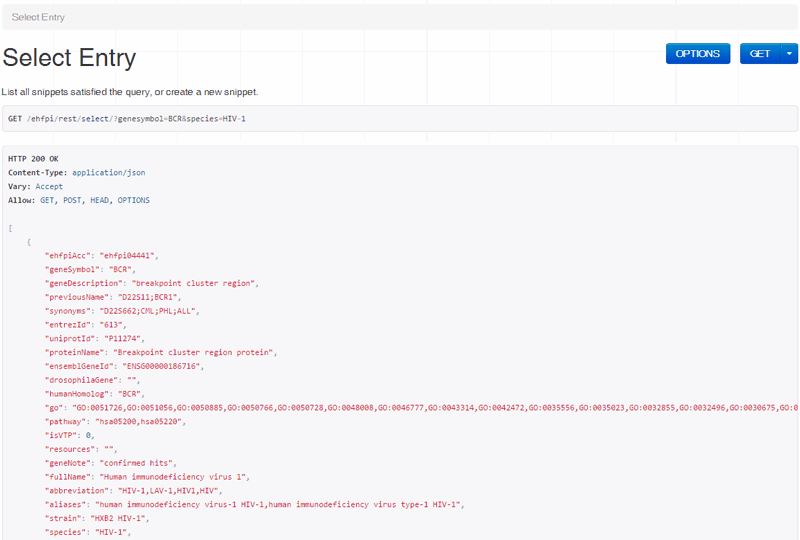 Select Entry
Select Entry
OPTIONS
GET
List all snippets satisfied the query, or create a new snippet.
GET /ehfpi/rest/select/?genesymbol=BCR&species=HIV-1
HTTP 200 OK
Content-Type: application/json
Vary: Accept
Allow: GET, POST, HEAD, OPTIONS
[
{
"ehfpiAcc": "ehfpi04441",
"geneSymbol": "BCR",
"geneDescription": "breakpoint cluster region",
"previousName": "D22S11;BCR1",
"synonyms": "D22S662;CML;PHL;ALL",
"entrezId": "613",
"uniprotId": "P11274",
"proteinName": "Breakpoint cluster region protein",
"ensemblGeneId": "ENSG00000186716",
"drosophilaGene": "",
"humanHomolog": "BCR",
"go": "GO:0051726,GO:0051056,GO:0050885,GO:0050766,GO:0050728,GO:0048008,GO:0046777,GO:0043314,GO:0042472,GO:0035556,GO:0035023,GO:0032855,GO:0032496,GO:0030675,GO:0
"pathway": "hsa05200,hsa05220",
"isVTP": 0,
"resources": "",
"geneNote": "confirmed hits",
"fullName": "Human immunodeficiency virus 1",
"abbreviation": "HIV-1,LAV-1,HIV1,HIV",
"aliases": "human immunodeficiency virus-1 HIV-1,human immunodeficiency virus type-1 HIV-1",
"strain": "HXB2 HIV-1",
"species": "HIV-1",